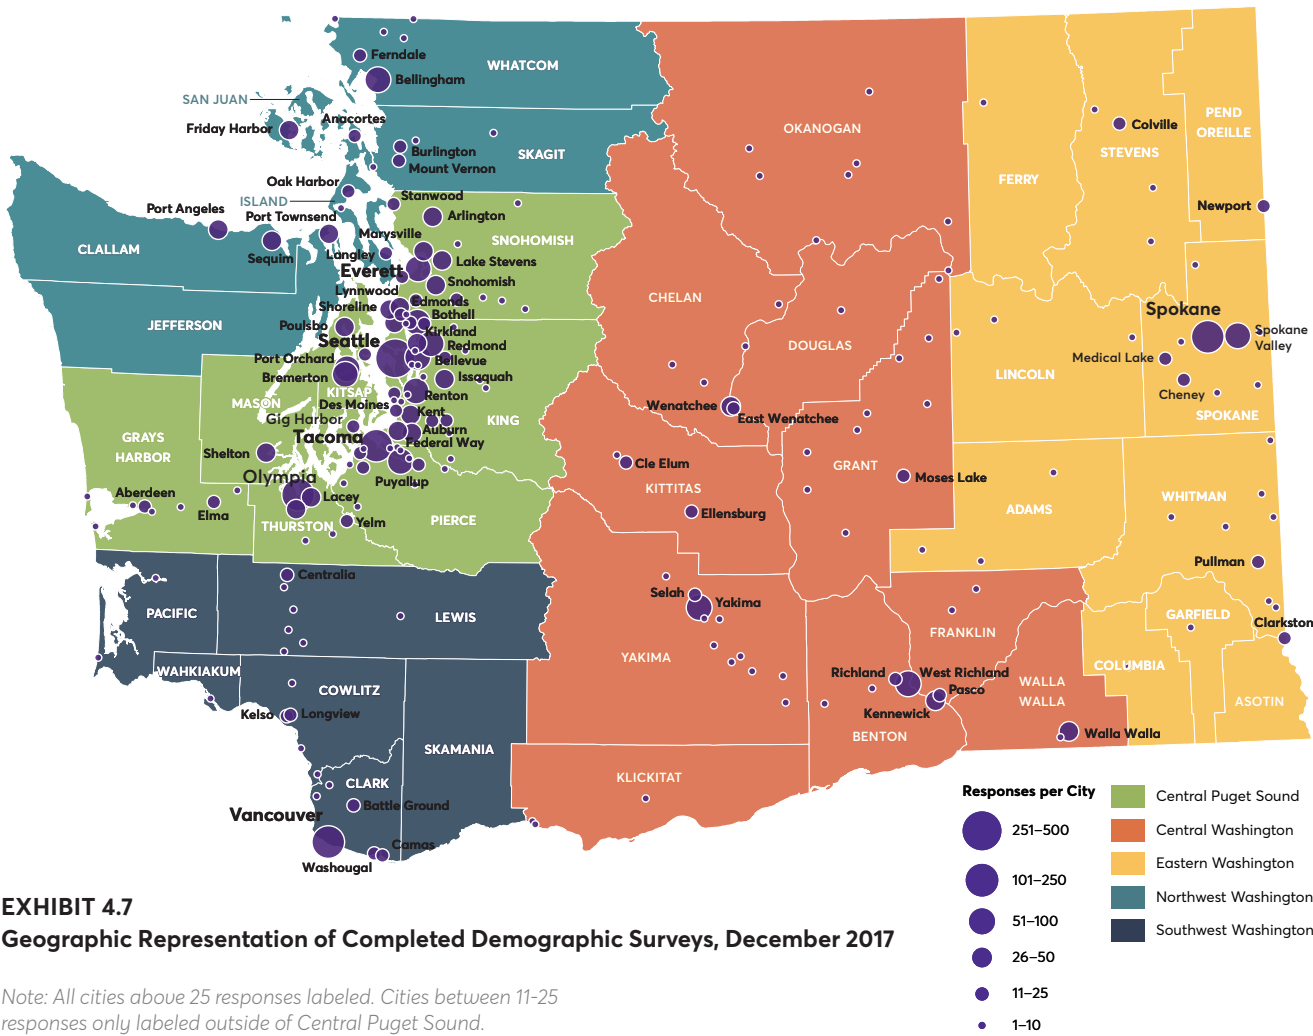 Ferndale
WHATCOM
Bellingham
SAN JUAN
Friday Harbor
Anacortes
Burlington
Mount Vernon
SKAGIT
OKANOGAN
FERRY
Colville
STEVENS
PEND
OREILLE
Newport
Oak Harbor
ISLAND
Stanwood
Port Angeles
Port Townsend
Arlington
CLALLAM
Sequim
Langley
Marysville
SNOHOMISH
Everett
Lake Stevens
Snohomish
Lynnwood
Edmonds
Shoreline
Bothell
JEFFERSON
Poulsbo
Kirkland
Seattle
Redmond
Port Orchard
Bellevue
Bremerton
Issaquah
KITSAP
Renton
MASON
Des Moines
Kent
KING
Gig Harbor
Auburn
Tacoma
Federal Way
GRAYS
HARBOR
Shelton
Olympia
Puyallup
Lacey
Aberdeen
Elma
THURSTON
Yelm
PIERCE
CHELAN
DOUGLAS
Wenatchee
East Wenatchee
LINCOLN
Spokane
Spokane
Valley
Medical Lake
Cheney
SPOKANE
Cle Elum
KITTITAS
Ellensburg
GRANT
Moses Lake
ADAMS
WHITMAN
Pullman
Centralia
PACIFIC
LEWIS
WAHKIAKUM
COWLITZ
Kelso
Longview
SKAMANIA
CLARK
Battle Ground
Vancouver
Camas
Washougal
Selah
Yakima
YAKIMA
FRANKLIN
Richland
West Richland
Pasco
Kennewick
BENTON
WALLA
WALLA
Walla Walla
KLICKITAT
GARFIELD
Clarkston
COLUMBIA
ASOTIN
Responses per City
251–500
101–250
51–100
26–50
11–25
1–10
Central Puget Sound
Central Washington
Eastern Washington
Northwest Washington
Southwest Washington
EXHIBIT 4.7
Geographic Representation of Completed Demographic Surveys, December 2017
Note: All cities above 25 responses labeled. Cities between 11-25
responses only labeled outside of Central Puget Sound.